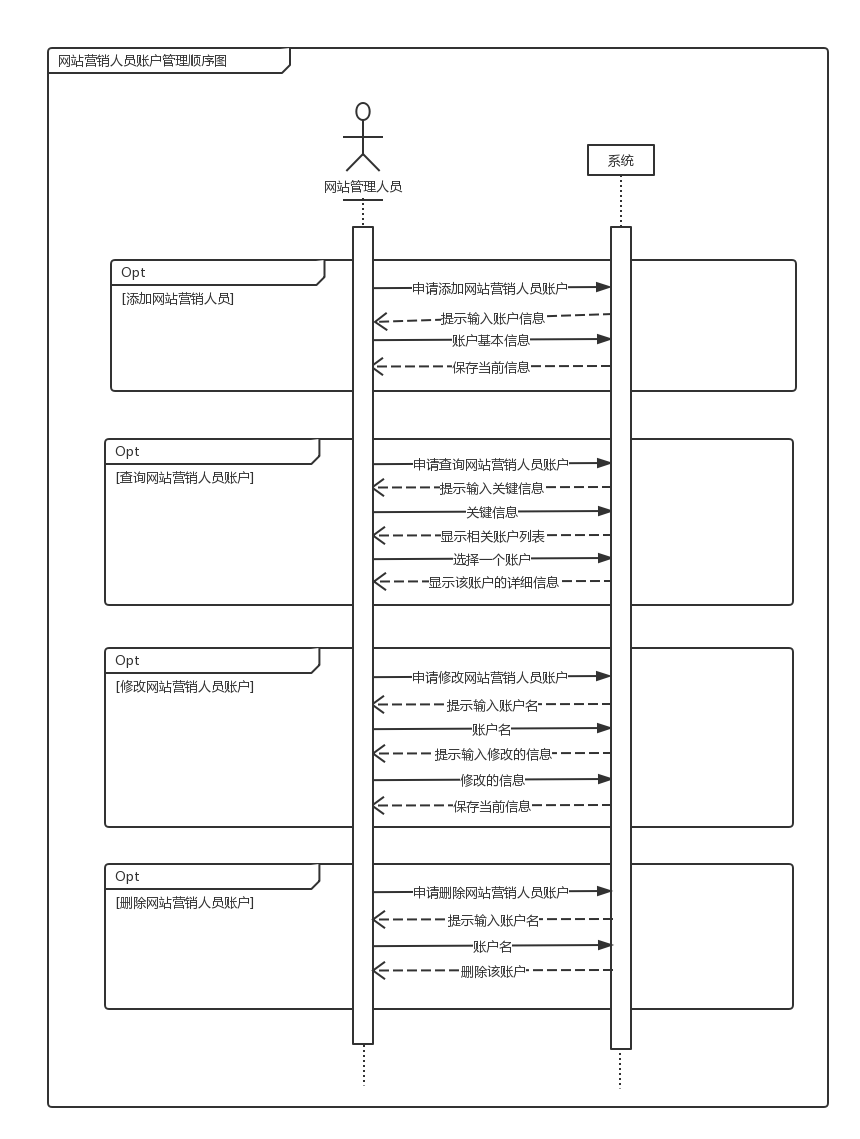 网站营销人员账户管理顺序图
网站管理人员
系统
Opt
[添加网站营销人员]
申请添加网站营销人员账户
提示输入账户信息
账户基本信息
保存当前信息
Opt
[查询网站营销人员账户]
申请查询网站营销人员账户
提示输入关键信息
关键信息
显示相关账户列表
选择一个账户
显示该账户的详细信息
Opt
[修改网站营销人员账户]
申请修改网站营销人员账户
提示输入账户名
账户名
提示输入修改的信息
修改的信息
保存当前信息
Opt
[删除网站营销人员账户]
申请删除网站营销人员账户
提示输入账户名
账户名
删除该账户